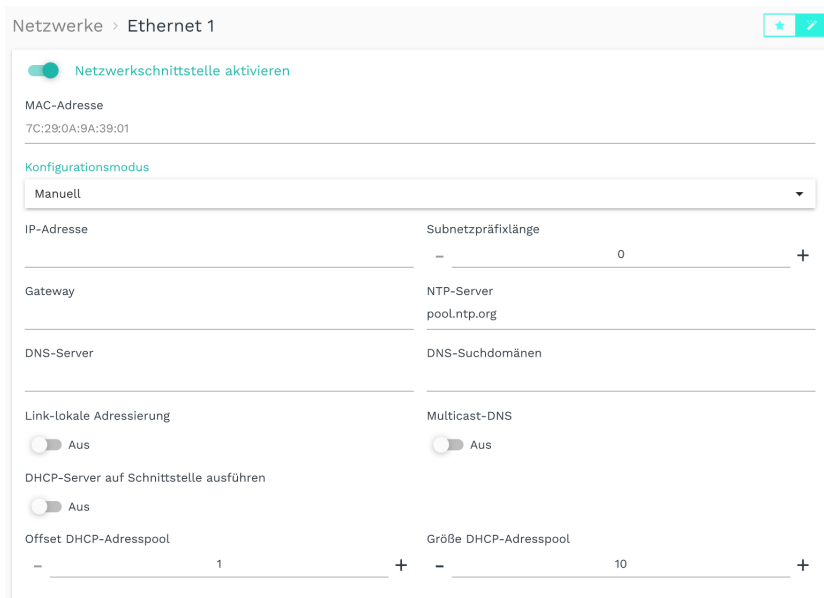 Netzwerke > Ethernet 1
Netzwerkschnittstelle aktivieren
MAC-Adresse
7C:29:0A:9A:39:01
Konfigurationsmodus
Manuell
IP-Adresse Subnetzpräfixlänge
– 0 +
Gateway NTP-Server
pool.ntp.org
DNS-Server DNS-Suchdomänen
Link-lokale Adressierung Multicast-DNS
Aus Aus
DHCP-Server auf Schnittstelle ausführen
Aus
Offset DHCP-Adresspool Größe DHCP-Adresspool
– 1 + – 10 +